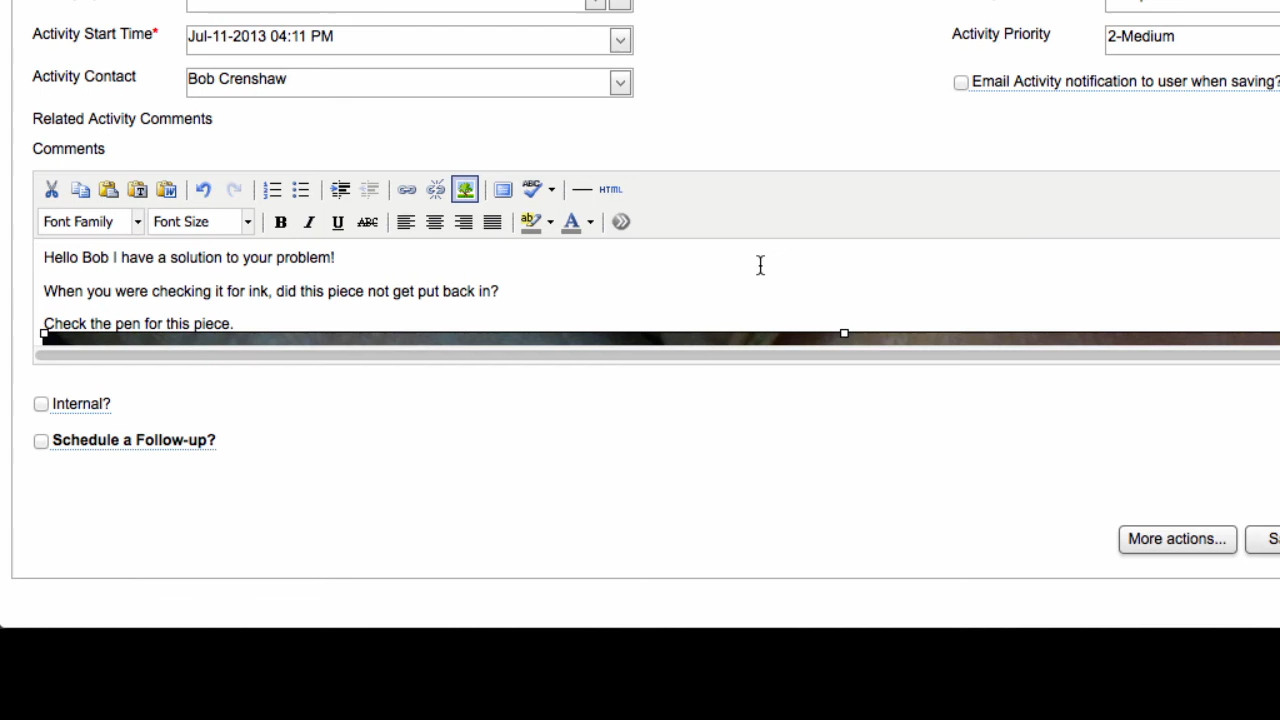 Activity Start Time* Jul-11-2013 04:11 PM Activity Priority 2-Medium
Activity Contact Bob Crenshaw Email Activity notification to user when saving?
Related Activity Comments
Comments
ABC HTML
Font Family Font Size B I U ABC ab A
Hello Bob I have a solution to your problem!
When you were checking it for ink, did this piece not get put back in?
Check the pen for this piece.
Internal?
Schedule a Follow-up?
More actions...